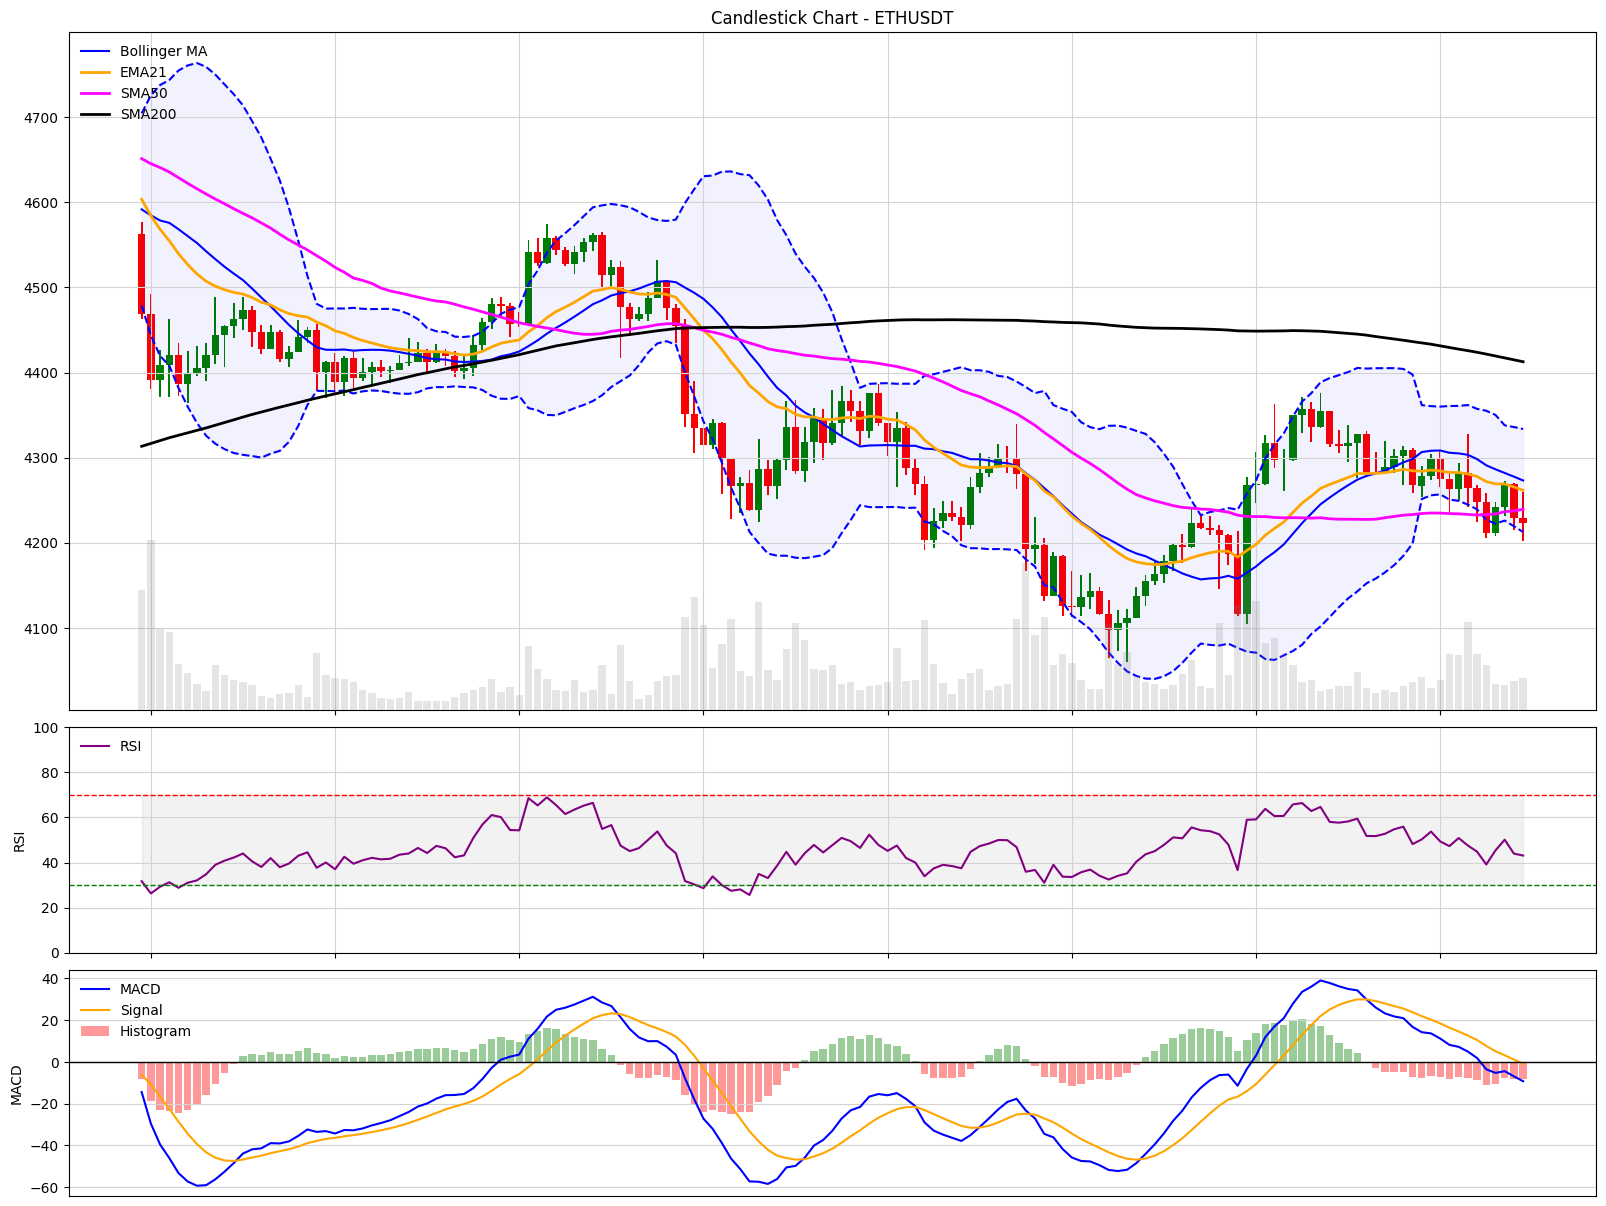 Candlestick Chart - ETHUSDT
Bollinger MA
EMA21
SMA50
SMA200
4700
4600
4500
4400
4300
4200
4100
RSI
100
80
60
40
20
0
RSI
MACD
Signal
Histogram
40
20
0
−20
−40
−60
MACD